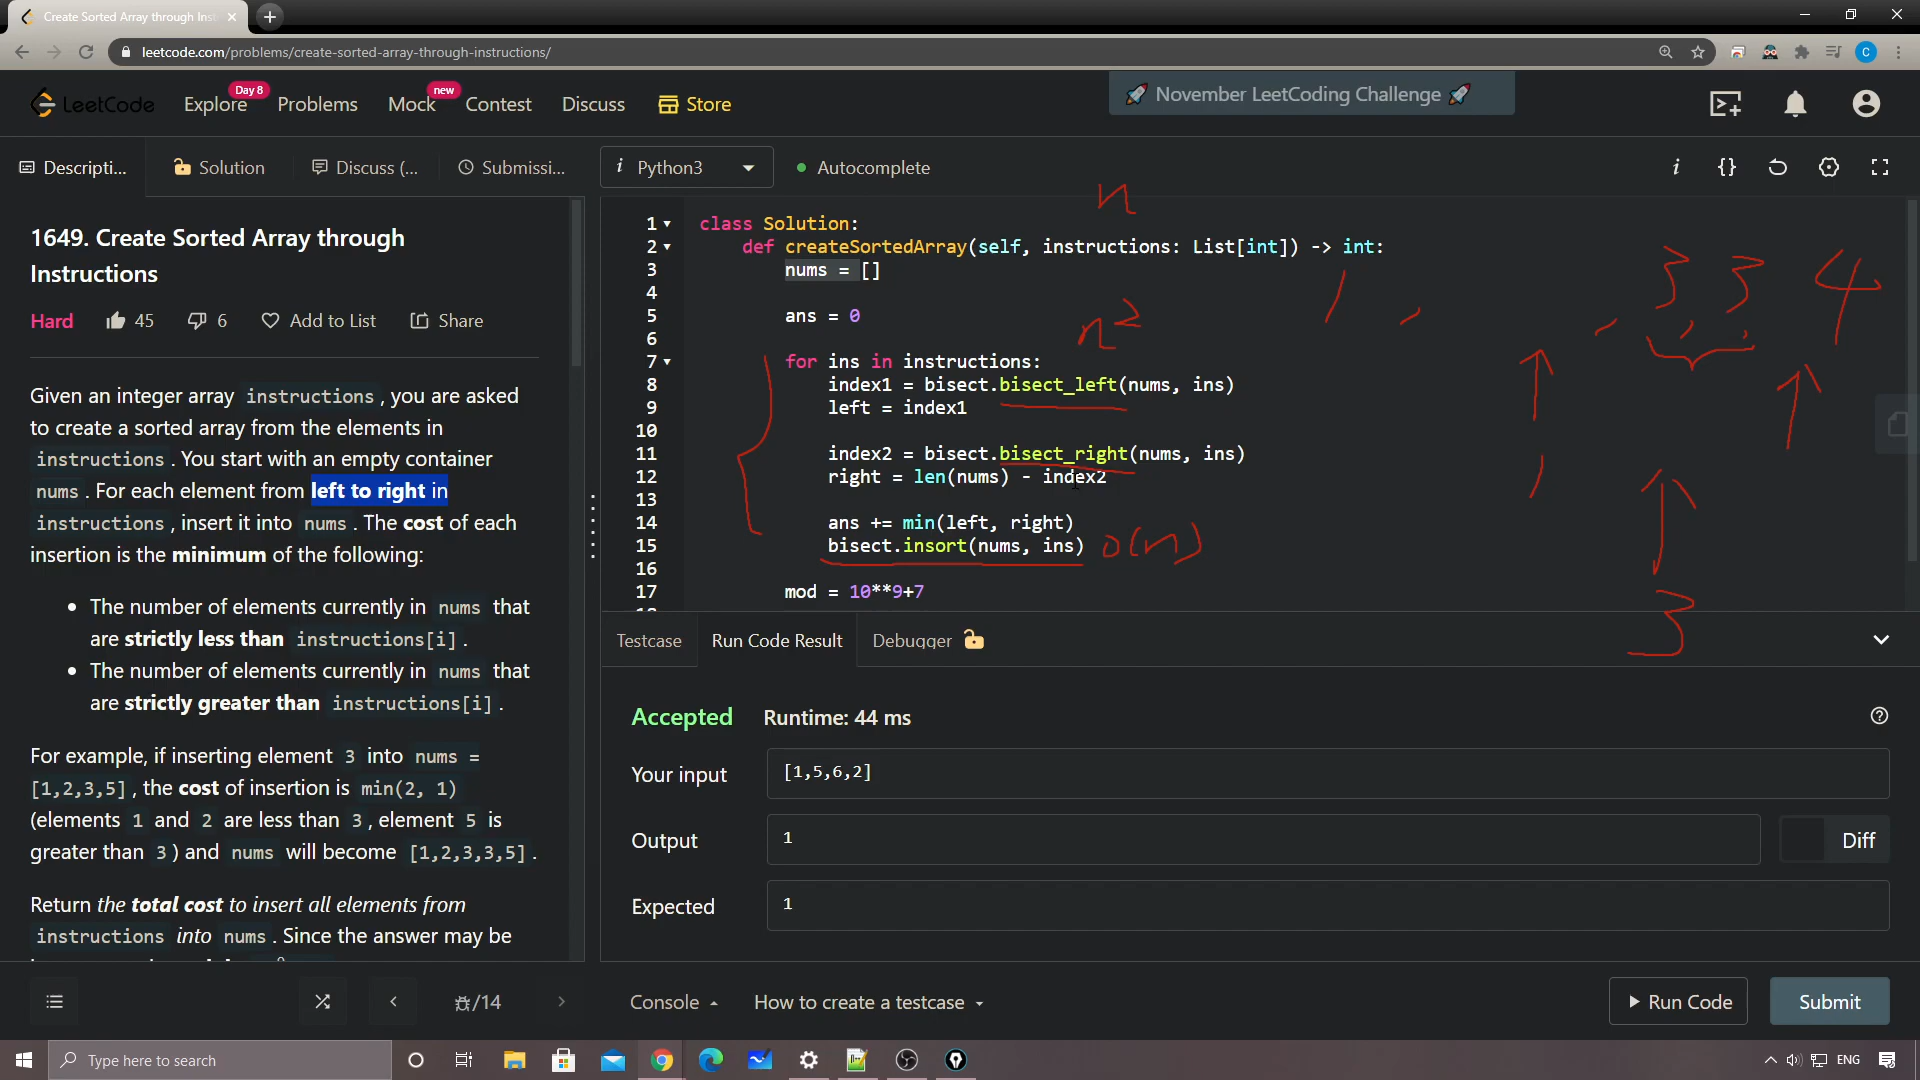 Create Sorted Array through Ins
leetcode.com/problems/create-sorted-array-through-instructions/
C
LeetCode
Explore
Day 8
Problems
Mock
new
Contest
Discuss
Store
🚀 November LeetCoding Challenge 🚀
Descripti...
Solution
Discuss (...
Submissi...
i Python3
Autocomplete
i {}
1649. Create Sorted Array through
Instructions
Hard 45 6 Add to List Share
Given an integer array instructions , you are asked
to create a sorted array from the elements in
instructions . You start with an empty container
nums . For each element from left to right in
instructions , insert it into nums . The cost of each
insertion is the minimum of the following:
• The number of elements currently in nums that
are strictly less than instructions[i] .
• The number of elements currently in nums that
are strictly greater than instructions[i] .
For example, if inserting element 3 into nums =
[1,2,3,5] , the cost of insertion is min(2, 1)
(elements 1 and 2 are less than 3 , element 5 is
greater than 3 ) and nums will become [1,2,3,3,5] .
Return the total cost to insert all elements from
instructions into nums . Since the answer may be
n
1 class Solution:
2 def createSortedArray(self, instructions: List[int]) -> int:
3 nums = []
4
5 ans = 0
6
7 for ins in instructions:
8 index1 = bisect.bisect_left(nums, ins)
9 left = index1
10
11 index2 = bisect.bisect_right(nums, ins)
12 right = len(nums) - index2
13
14 ans += min(left, right)
15 bisect.insort(nums, ins)
16
17 mod = 10**9+7
n²
O(n)
1 , , 3, 3, 4
1
3
Testcase
Run Code Result
Debugger
Accepted Runtime: 44 ms
Your input
[1,5,6,2]
Output
1
Diff
Expected
1
/14
Console
How to create a testcase
Run Code
Submit
Type here to search
ENG